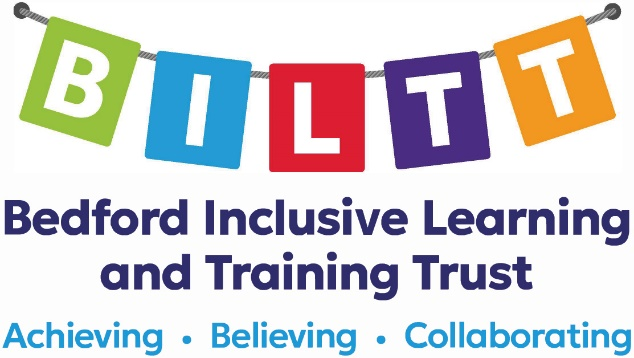 BILTT
Bedford Inclusive Learning
and Training Trust
Achieving • Believing • Collaborating